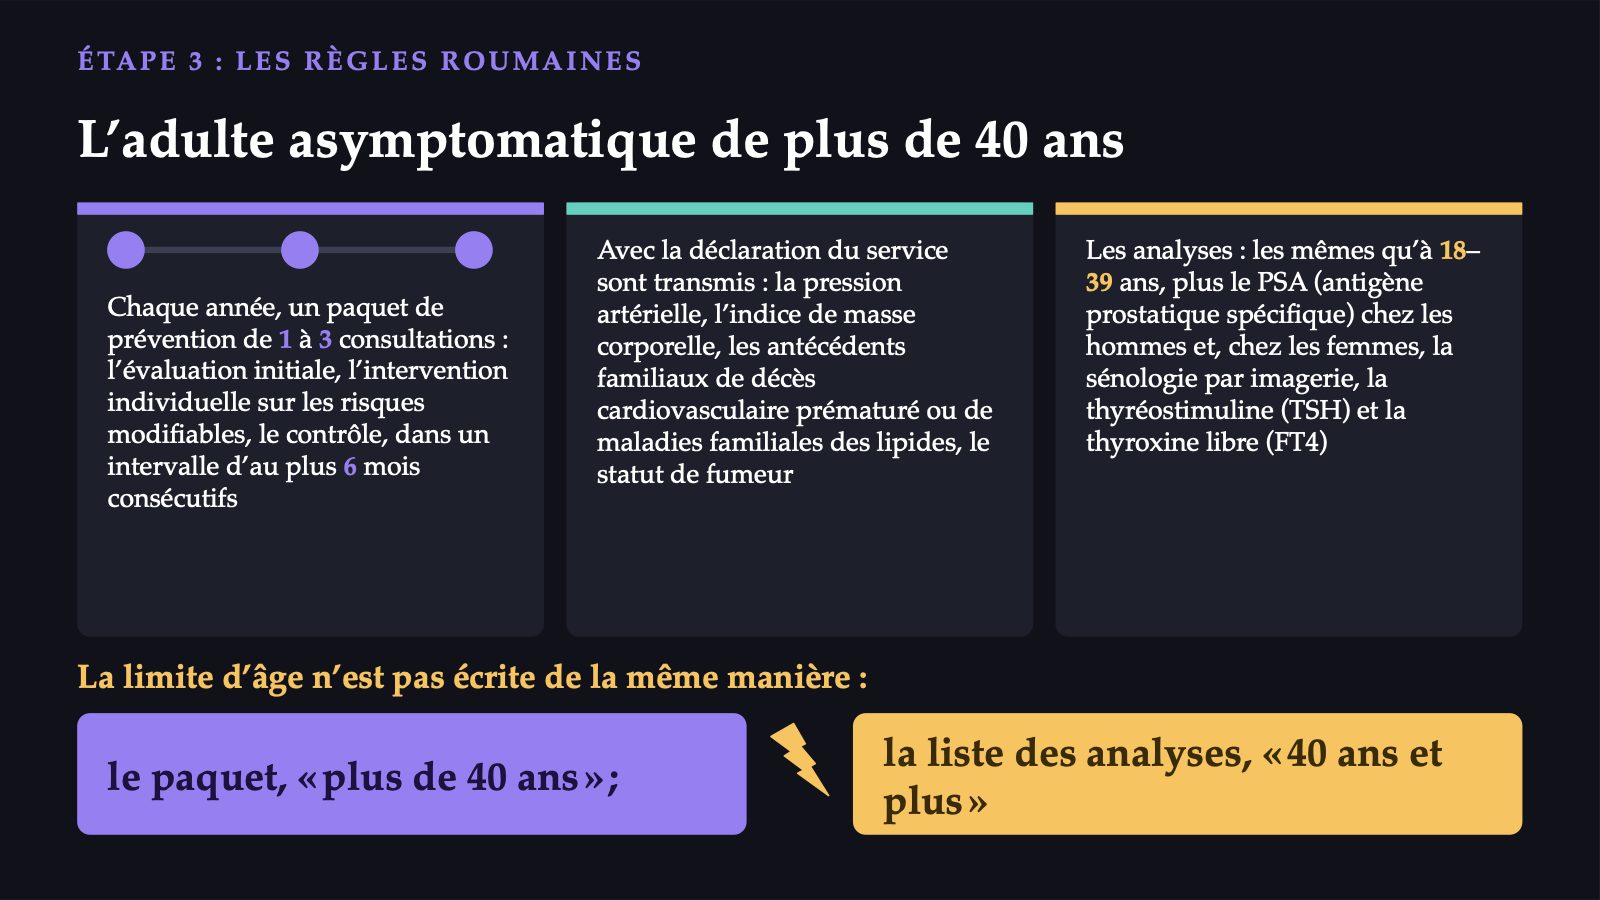 ÉTAPE 3 : LES RÈGLES ROUMAINES
L’adulte asymptomatique de plus de 40 ans
Chaque année, un paquet de
prévention de 1 à 3 consultations :
l’évaluation initiale, l’intervention
individuelle sur les risques
modifiables, le contrôle, dans un
intervalle d’au plus 6 mois
consécutifs
Avec la déclaration du service
sont transmis : la pression
artérielle, l’indice de masse
corporelle, les antécédents
familiaux de décès
cardiovasculaire prématuré ou de
maladies familiales des lipides, le
statut de fumeur
Les analyses : les mêmes qu’à 18–
39 ans, plus le PSA (antigène
prostatique spécifique) chez les
hommes et, chez les femmes, la
sénologie par imagerie, la
thyréostimuline (TSH) et la
thyroxine libre (FT4)
La limite d’âge n’est pas écrite de la même manière :
le paquet, « plus de 40 ans » ;
la liste des analyses, « 40 ans et
plus »